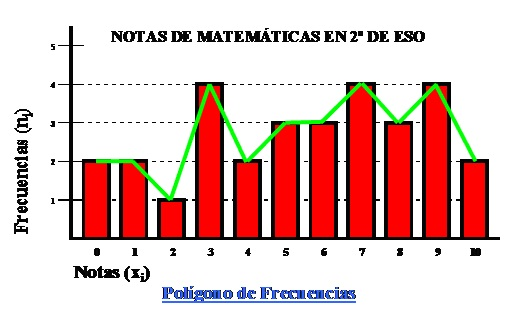 NOTAS DE MATEMÁTICAS EN 2º DE ESO
5
4
3
2
1
Frecuencias (ni)
0 1 2 3 4 5 6 7 8 9 10
Notas (xi)
Polígono de Frecuencias